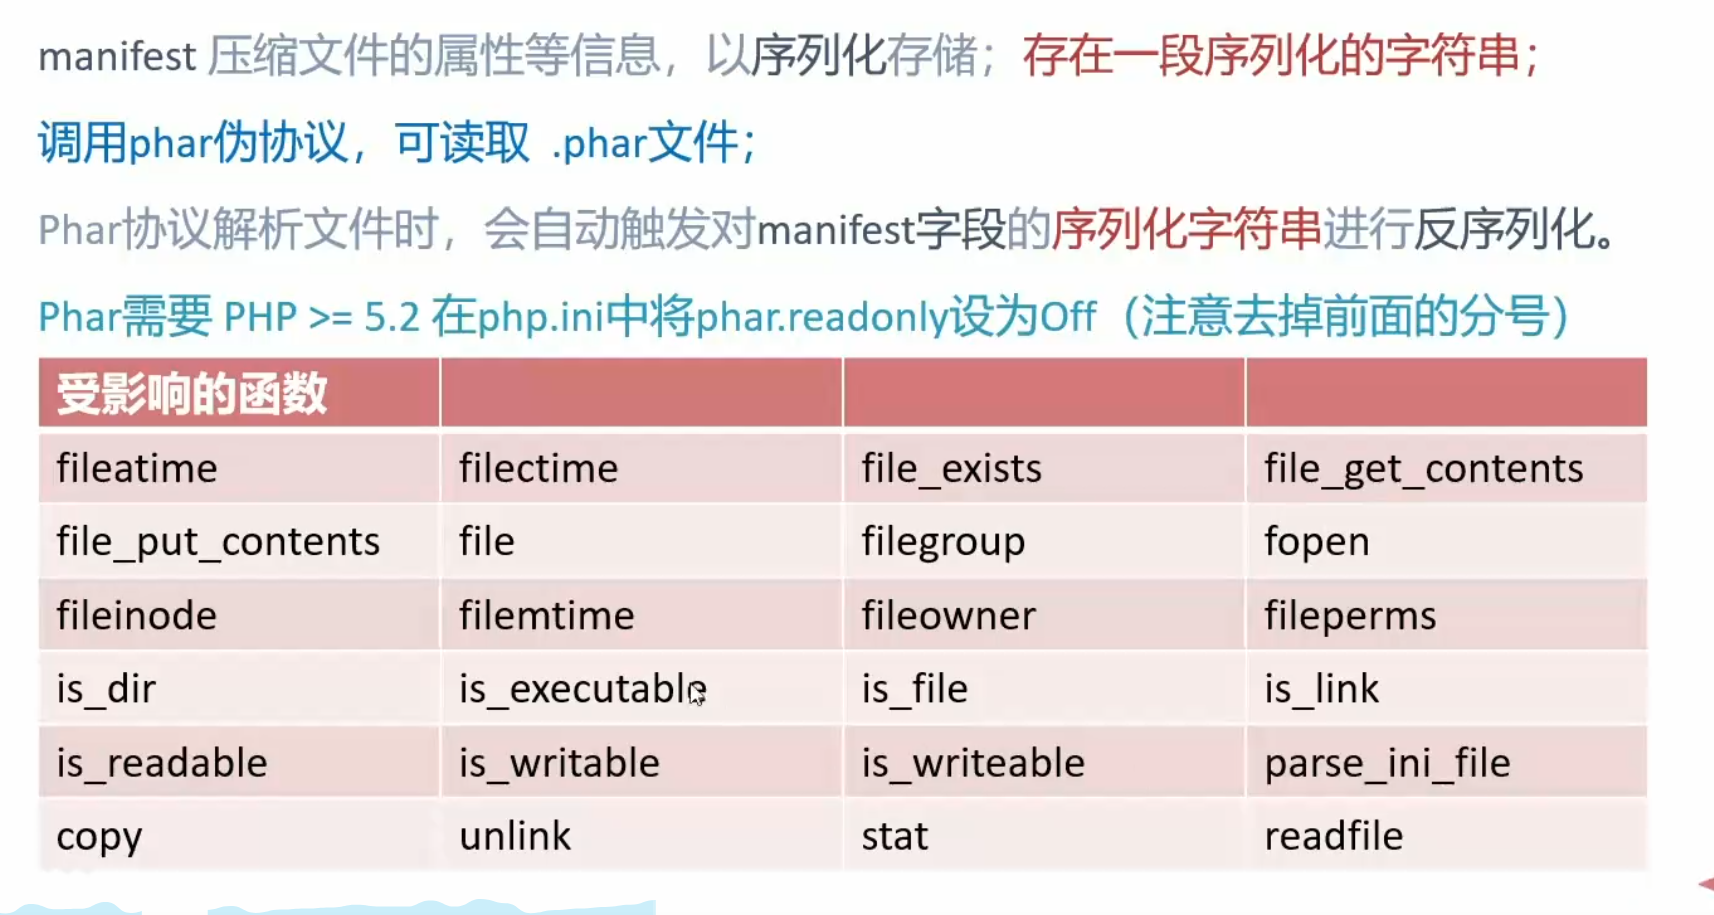 manifest 压缩文件的属性等信息，以序列化存储；存在一段序列化的字符串；
调用phar伪协议，可读取 .phar文件；
Phar协议解析文件时，会自动触发对manifest字段的序列化字符串进行反序列化。
Phar需要 PHP >= 5.2 在php.ini中将phar.readonly设为Off（注意去掉前面的分号）
受影响的函数
fileatime filectime file_exists file_get_contents
file_put_contents file filegroup fopen
fileinode filemtime fileowner fileperms
is_dir is_executable is_file is_link
is_readable is_writable is_writeable parse_ini_file
copy unlink stat readfile